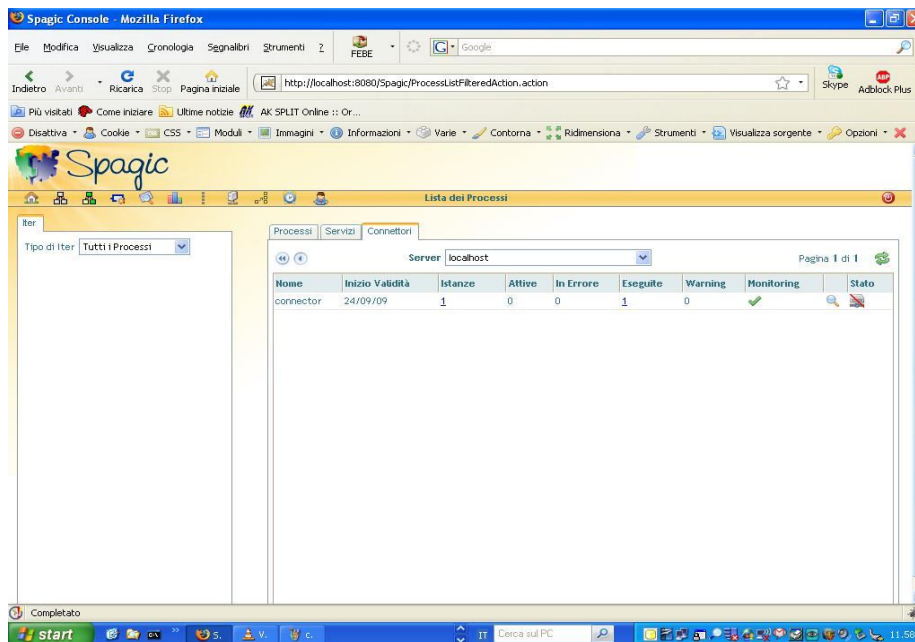 Spagic Console - Mozilla Firefox
File Modifica Visualizza Cronologia Segnalibri Strumenti ? FEBE Google
Indietro Avanti Ricarica Stop Pagina iniziale http://localhost:8080/Spagic/ProcessListFilteredAction.action Skype Adblock Plus
Più visitati Come iniziare Ultime notizie AK SPLIT Online :: Or...
Disattiva Cookie CSS Moduli Immagini Informazioni Varie Contorna Ridimensiona Strumenti Visualizza sorgente Opzioni
Spagic
Lista dei Processi
Iter
Tipo di Iter Tutti i Processi
Processi Servizi Connettori
Server localhost Pagina 1 di 1
Nome Inizio Validità Istanze Attive In Errore Eseguite Warning Monitoring Stato
connector 24/09/09 1 0 0 1 0
Completato
start S. V. c. IT Cerca sul PC 11.58